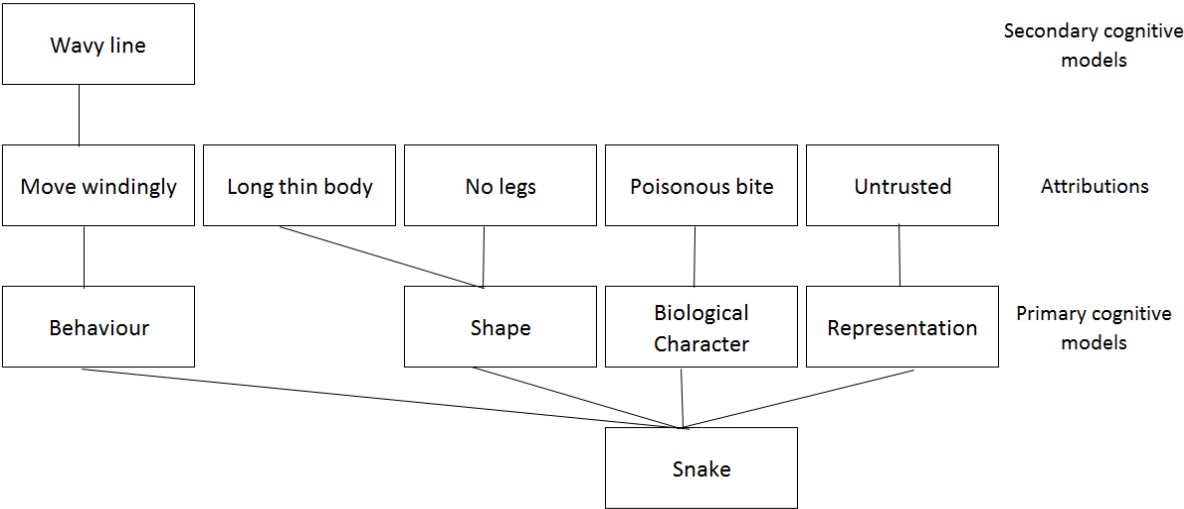 Wavy line
Secondary cognitive
models
Move windingly
Long thin body
No legs
Poisonous bite
Untrusted
Attributions
Behaviour
Shape
Biological
Character
Representation
Primary cognitive
models
Snake